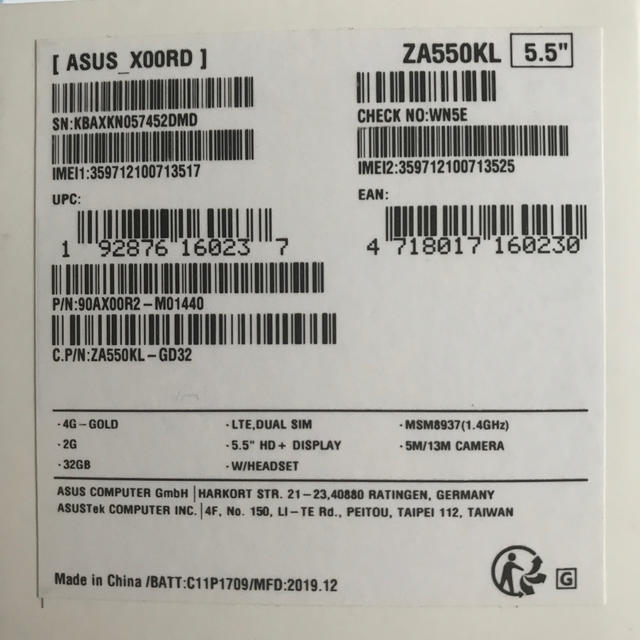 [ ASUS_X00RD ] ZA550KL 5.5"
SN:KBAXKN057452DMD CHECK NO:WN5E
IMEI1:359712100713517 IMEI2:359712100713525
UPC: EAN:
1 92876 16023 7 4 718017 160230
P/N:90AX00R2-M01440
C.P/N:ZA550KL-GD32
·4G-GOLD ·LTE,DUAL SIM ·MSM8937(1.4GHz)
·2G ·5.5" HD+ DISPLAY ·5M/13M CAMERA
·32GB ·W/HEADSET
ASUS COMPUTER GmbH | HARKORT STR. 21-23,40880 RATINGEN, GERMANY
ASUSTek COMPUTER INC. | 4F, No. 150, LI-TE Rd., PEITOU, TAIPEI 112, TAIWAN
Made in China /BATT:C11P1709/MFD:2019.12
G